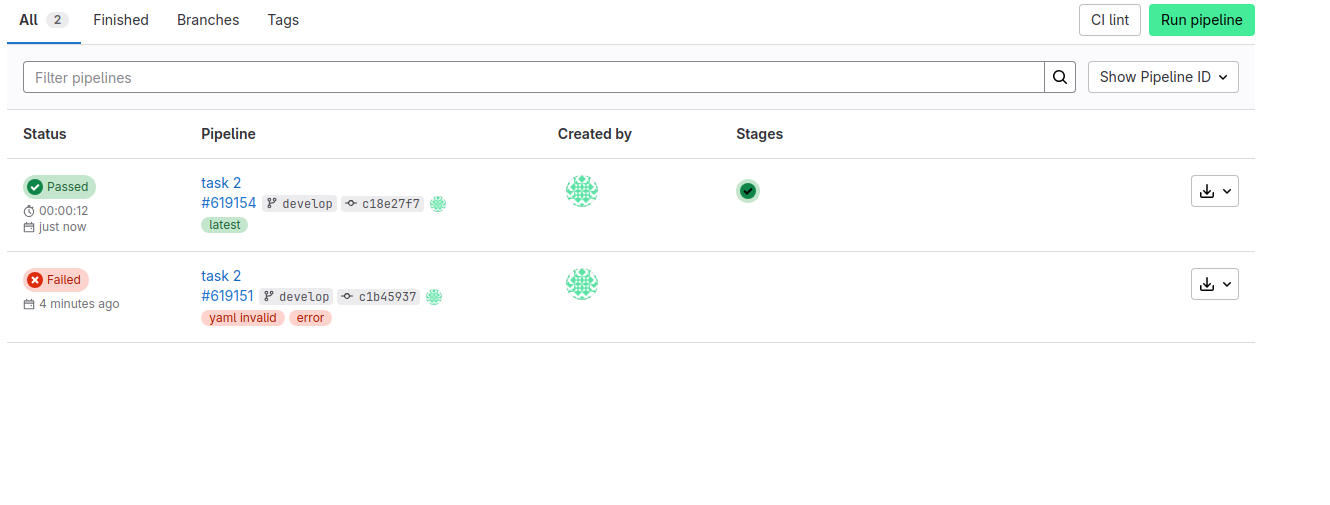 All 2 Finished Branches Tags CI lint Run pipeline
Filter pipelines Show Pipeline ID
Status Pipeline Created by Stages
Passed task 2
00:00:12 #619154 develop c18e27f7
just now latest
Failed task 2
4 minutes ago #619151 develop c1b45937
yaml invalid error